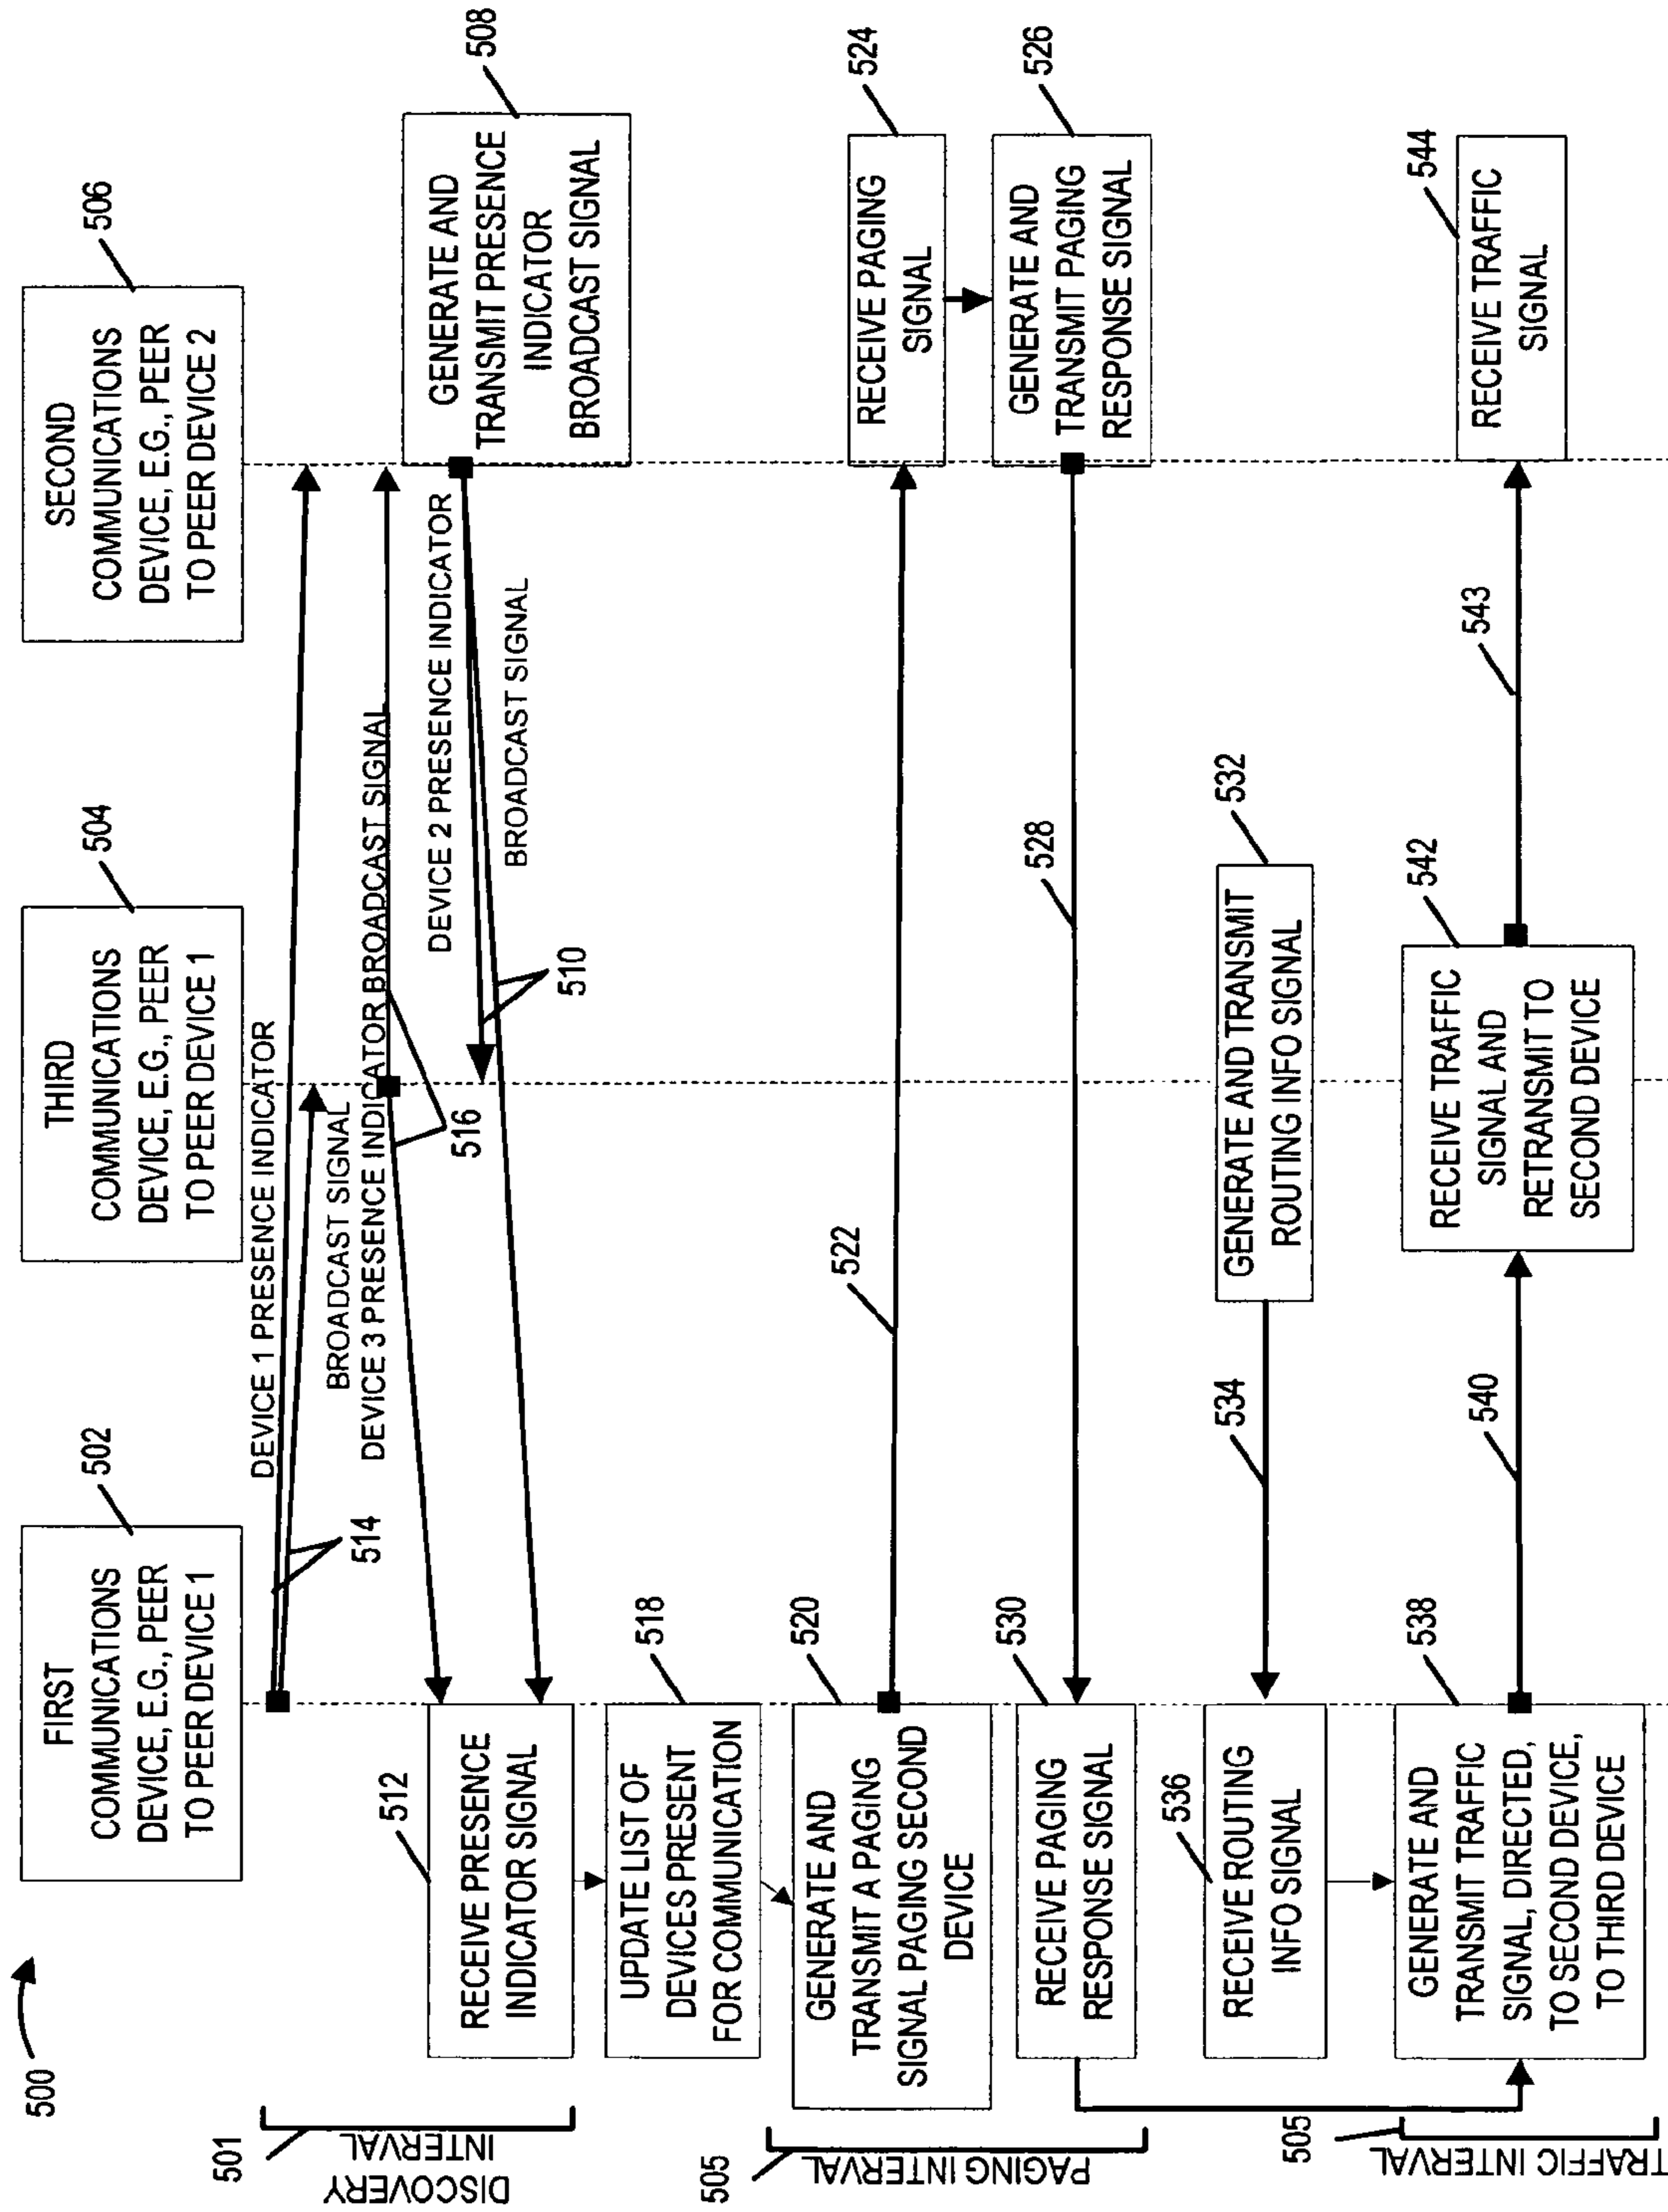 500
FIRST
COMMUNICATIONS
DEVICE, E.G., PEER
TO PEER DEVICE 1
502
THIRD
COMMUNICATIONS
DEVICE, E.G., PEER
TO PEER DEVICE 1
504
SECOND
COMMUNICATIONS
DEVICE, E.G., PEER
TO PEER DEVICE 2
506
501
DISCOVERY
INTERVAL
DEVICE 1 PRESENCE INDICATOR
BROADCAST SIGNAL
514
DEVICE 3 PRESENCE INDICATOR BROADCAST SIGNAL
516
GENERATE AND
TRANSMIT PRESENCE
INDICATOR
BROADCAST SIGNAL
508
DEVICE 2 PRESENCE INDICATOR
BROADCAST SIGNAL
510
512
RECEIVE PRESENCE
INDICATOR SIGNAL
518
UPDATE LIST OF
DEVICES PRESENT
FOR COMMUNICATION
505
PAGING INTERVAL
520
GENERATE AND
TRANSMIT A PAGING
SIGNAL PAGING SECOND
DEVICE
522
RECEIVE PAGING
SIGNAL
524
GENERATE AND
TRANSMIT PAGING
RESPONSE SIGNAL
526
528
530
RECEIVE PAGING
RESPONSE SIGNAL
GENERATE AND TRANSMIT
ROUTING INFO SIGNAL
532
534
536
RECEIVE ROUTING
INFO SIGNAL
505
TRAFFIC INTERVAL
538
GENERATE AND
TRANSMIT TRAFFIC
SIGNAL, DIRECTED,
TO SECOND DEVICE,
TO THIRD DEVICE
540
RECEIVE TRAFFIC
SIGNAL AND
RETRANSMIT TO
SECOND DEVICE
542
543
RECEIVE TRAFFIC
SIGNAL
544